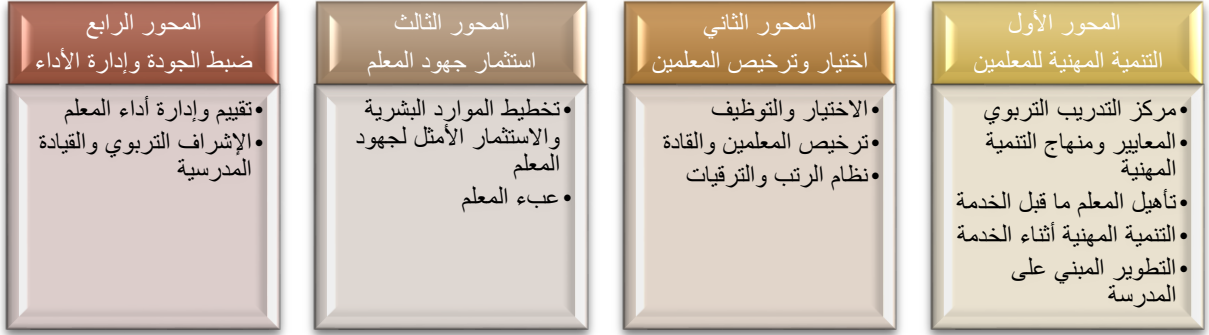 المحور الأول
التنمية المهنية للمعلمين
•مركز التدريب التربوي
•المعايير ومنهاج التنمية
المهنية
•تأهيل المعلم ما قبل الخدمة
•التنمية المهنية أثناء الخدمة
•التطوير المبني على
المدرسة
المحور الثاني
اختيار وترخيص المعلمين
•الاختيار والتوظيف
•ترخيص المعلمين والقادة
•نظام الرتب والترقيات
المحور الثالث
استثمار جهود المعلم
•تخطيط الموارد البشرية
والاستثمار الأمثل لجهود
المعلم
•عبء المعلم
المحور الرابع
ضبط الجودة وإدارة الأداء
•تقييم وإدارة أداء المعلم
•الإشراف التربوي والقيادة
المدرسية